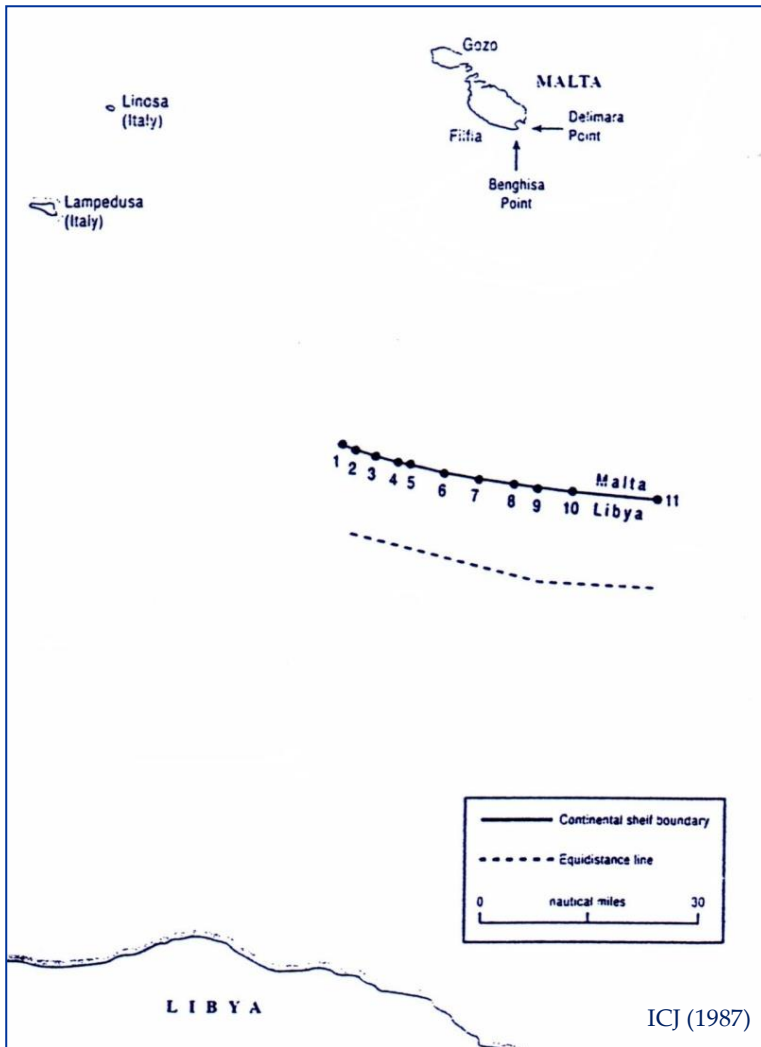 Gozo
MALTA
Linosa
(Italy)
Delimara
Point
Filfla
Benghisa
Point
Lampedusa
(Italy)
1
2
3
4
5
6
7
8
9
10
11
Malta
Libya
Continental shelf boundary
Equidistance line
0 nautical miles 30
LIBYA
ICJ (1987)